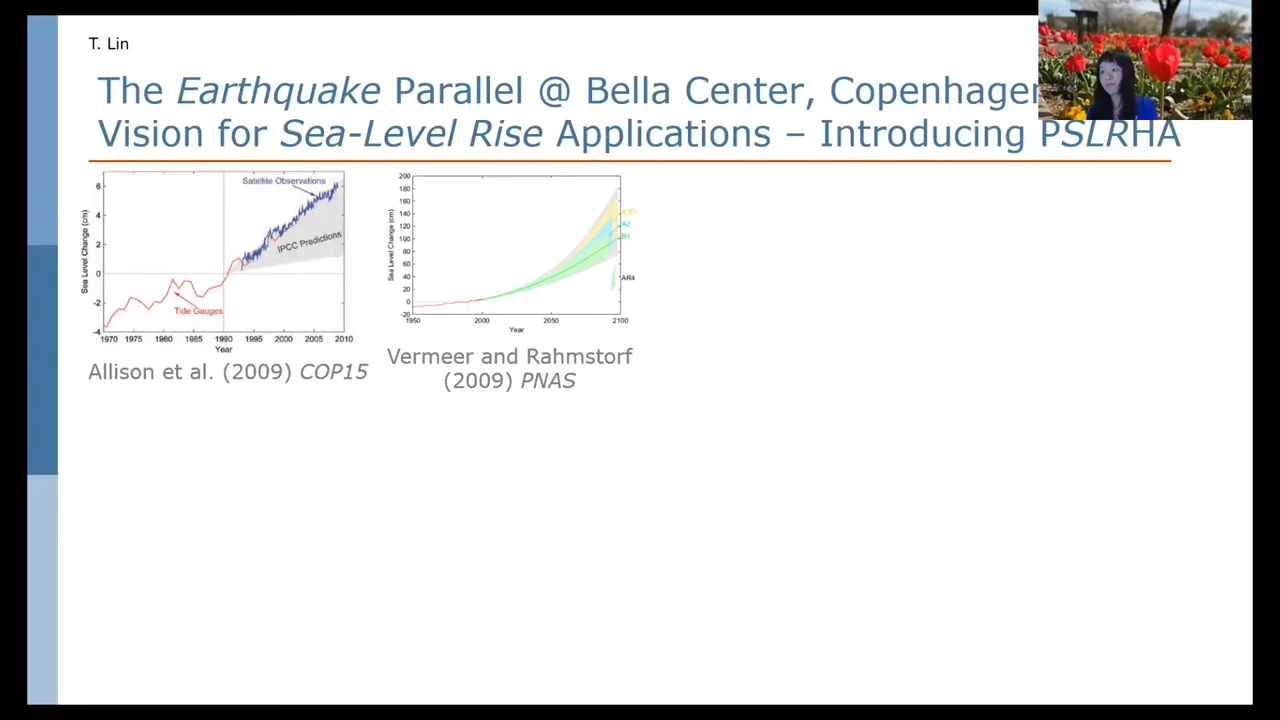 T. Lin
The Earthquake Parallel @ Bella Center, Copenhagen
Vision for Sea-Level Rise Applications – Introducing PSLRHA
6
4
2
0
-2
-4
Sea Level Change (cm)
Satellite Observations
IPCC Predictions
Tide Gauges
1970 1975 1980 1985 1990 1995 2000 2005 2010
Year
Allison et al. (2009) COP15
200
180
160
140
120
100
80
60
40
20
0
-20
Sea Level Change (cm)
A1FI
A2
B1
AR4
1950 2000 2050 2100
Year
Vermeer and Rahmstorf
(2009) PNAS